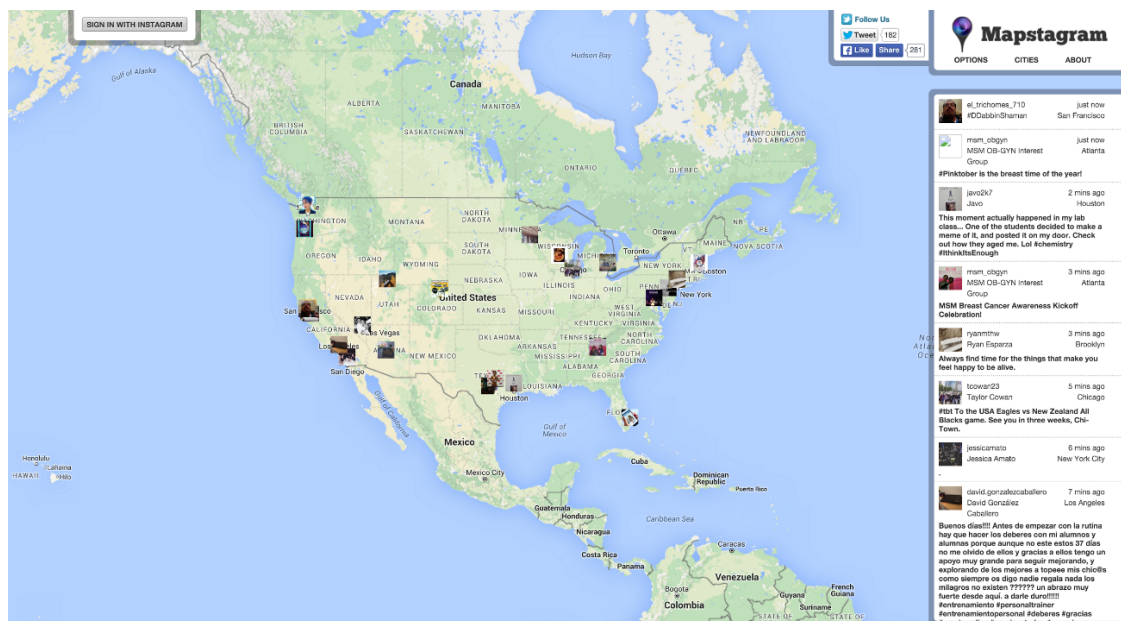 SIGN IN WITH INSTAGRAM
Follow Us
Tweet 182
Like Share 281
Mapstagram
OPTIONS CITIES ABOUT
el_trichomes_710 just now
#DDabbinShaman San Francisco
msm_obgyn just now
MSM OB-GYN Interest Atlanta
Group
#Pinktober is the breast time of the year!
javo2k7 2 mins ago
Javo Houston
This moment actually happened in my lab
class... One of the students decided to make a
meme of it, and posted it on my door. Check
out how they aged me. Lol #chemistry
#IthinkItsEnough
msm_obgyn 3 mins ago
MSM OB-GYN Interest Atlanta
Group
MSM Breast Cancer Awareness Kickoff
Celebration!
ryanmthw 3 mins ago
Ryan Esparza Brooklyn
Always find time for the things that make you
feel happy to be alive.
tcowan23 5 mins ago
Taylor Cowan Chicago
#tbt To the USA Eagles vs New Zealand All
Blacks game. See you in three weeks, Chi-
Town.
jessicamato 6 mins ago
Jessica Amato New York City
.
david.gonzalezcaballero 7 mins ago
David González Los Angeles
Caballero
Buenos días!!!! Antes de empezar con la rutina
hay que hacer los deberes con mi alumnos y
alumnas porque aunque no este estos 37 días
no me olvido de ellos y gracias a ellos tengo un
apoyo muy grande para seguir mejorando, y
explorando de los mejores a topeee mis chic@s
como siempre os digo nadie regala nada los
milagros no existen ?????? un abrazo muy
fuerte desde aquí. a darle duro!!!!!!
#entrenamiento #personaltrainer
#entrenamientopersonal #deberes #gracias
Gulf of Alaska
Hudson Bay
Canada
ALBERTA
MANITOBA
BRITISH
COLUMBIA
SASKATCHEWAN
NEWFOUNDLAND
AND LABRADOR
ONTARIO
QUEBEC
NB
PE
NOVA SCOTIA
MONTANA
NORTH
DAKOTA
Ottawa
MAINE
Toronto
OREGON
IDAHO
WYOMING
SOUTH
DAKOTA
WISCONSIN
NEW YORK
IOWA
NEBRASKA
ILLINOIS
INDIANA
OHIO
New York
NEVADA
UTAH
COLORADO
United States
KANSAS
MISSOURI
WEST
VIRGINIA
KENTUCKY
VIRGINIA
CALIFORNIA
OKLAHOMA
TENNESSEE
NORTH
CAROLINA
ARKANSAS
NEW MEXICO
MISSISSIPPI
SOUTH
CAROLINA
ALABAMA
GEORGIA
San Diego
LOUISIANA
Houston
Gulf of California
Gulf of
Mexico
Mexico
Mexico City
Honolulu
Lahaina
HAWAII
Hilo
Cuba
Dominican
Republic
Puerto Rico
Guatemala
Honduras
Nicaragua
Caribbean Sea
Costa Rica
Panama
Caracas
Venezuela
Bogota
Colombia
Guyana
Suriname
French
Guiana
STATE OF
STATE OF